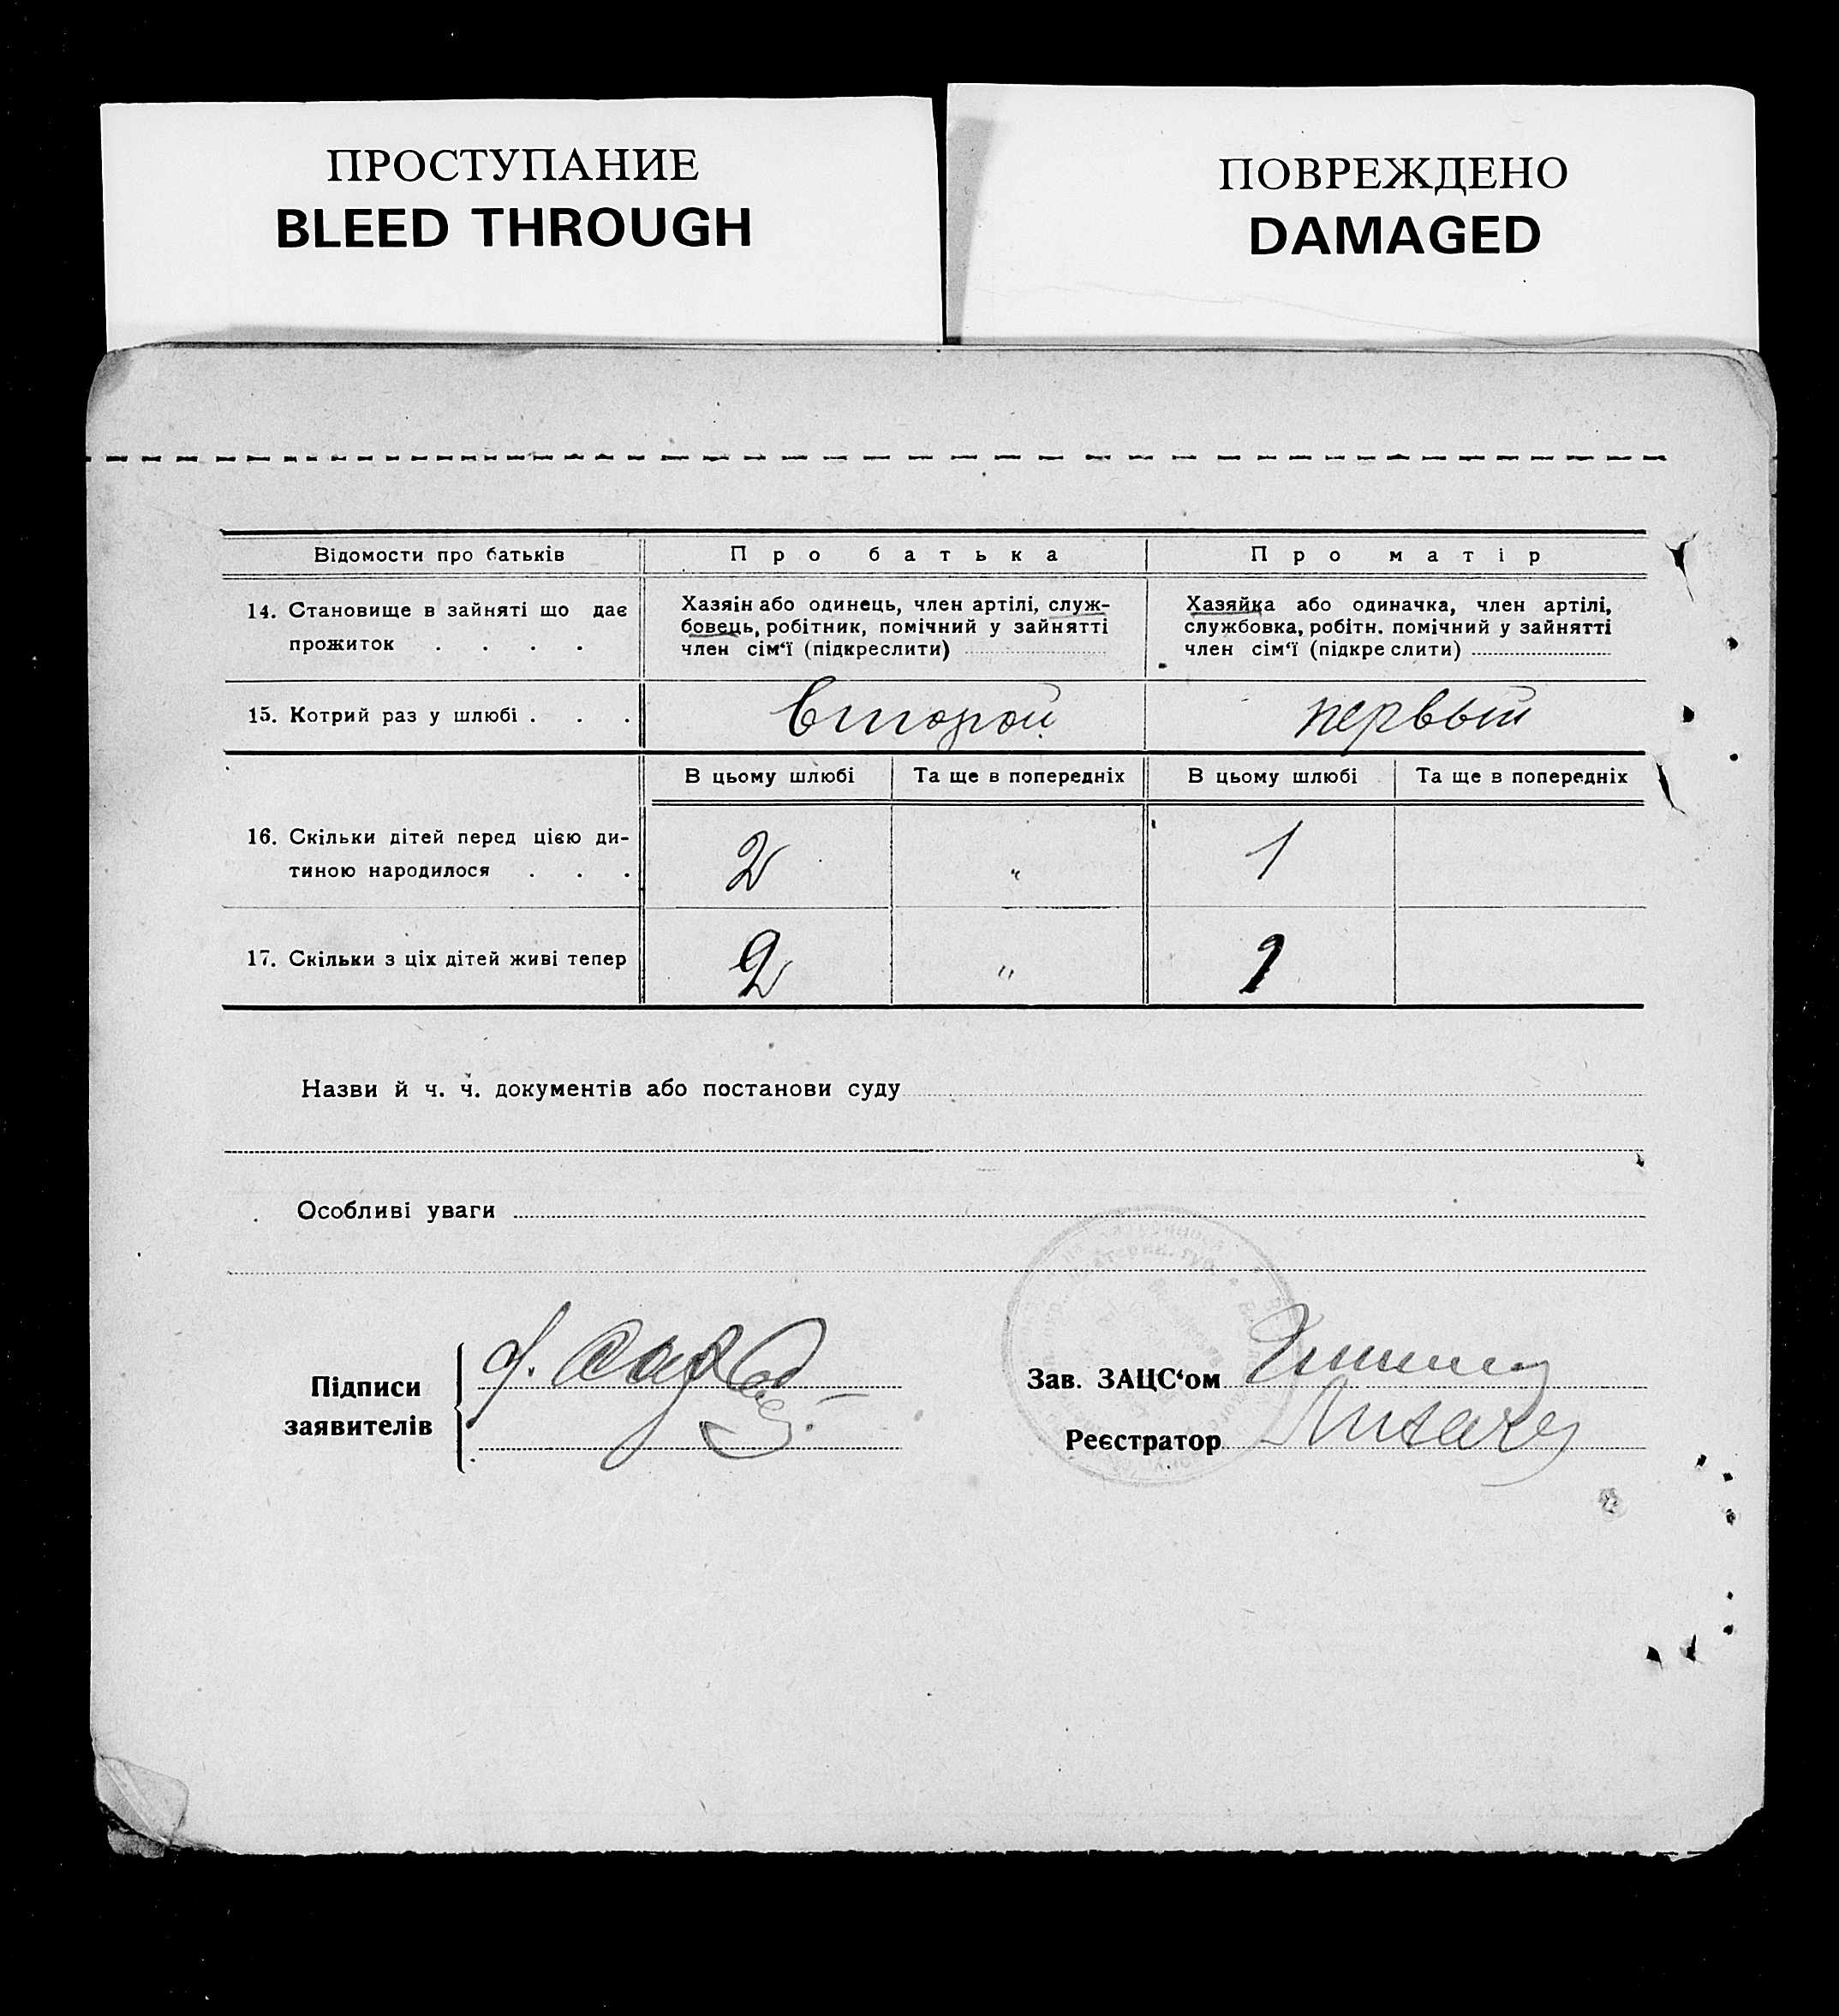 ПРОСТУПАНИЕ
BLEED THROUGH
ПОВРЕЖДЕНО
DAMAGED
Відомости про батьків
Про батька
Про матір
14. Становище в зайняті що дає
прожиток . . . .
Хазяін або одинець, член артілі, служ-
бовець, робітник, помічний у зайнятті
член сім‘ї (підкреслити)
Хазяйка або одиначка, член артілі,
службовка, робітн. помічний у зайнятті
член сім‘ї (підкреслити)
15. Котрий раз у шлюбі . . .
второй
первый
В цьому шлюбі
Та ще в попередніх
В цьому шлюбі
Та ще в попередніх
16. Скільки дітей перед цією ди-
тиною народилося . . .
2
"
1
17. Скільки з ціх дітей живі тепер
2
"
1
Назви й ч. ч. документів або постанови суду
Особливі уваги
Підписи
заявителів
Зав. ЗАЦС‘ом
Реєстратор